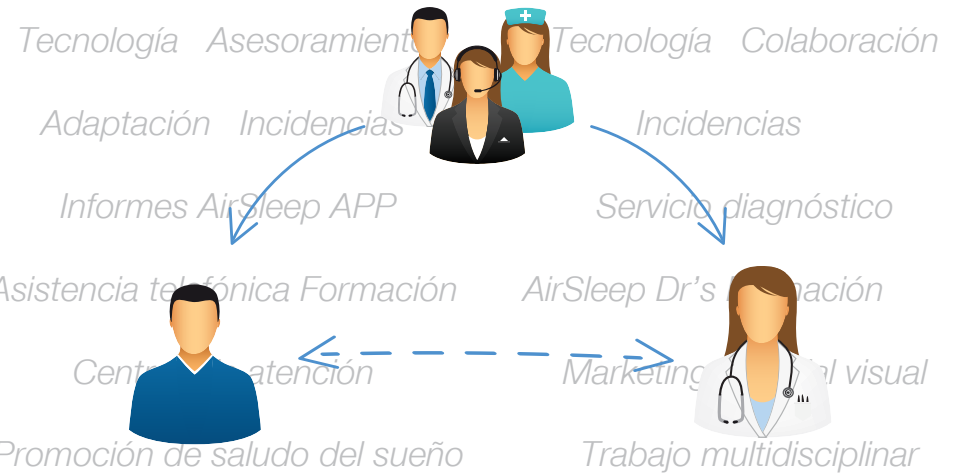 Tecnología Asesoramiento Tecnología Colaboración
Adaptación Incidencias Incidencias
Informes AirSleep APP Servicio diagnóstico
Asistencia telefónica Formación AirSleep Dr's Formación
atención Marketing visual
Promoción de saludo del sueño Trabajo multidisciplinar